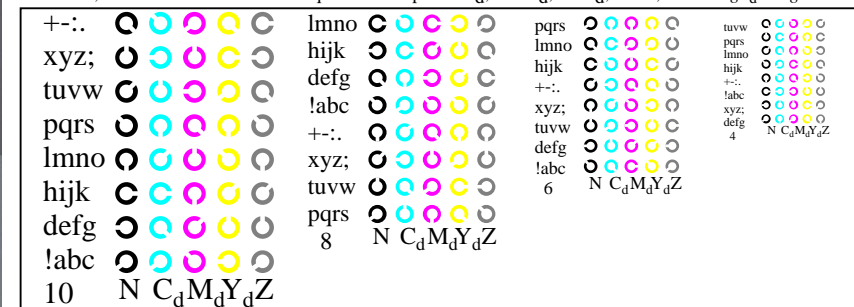 +-:.
xyz;
tuvw
pqrs
lmno
hijk
defg
!abc
10 N CdMdYdZ
lmno
hijk
defg
!abc
+-:.
xyz;
tuvw
pqrs
8 N CdMdYdZ
pqrs
lmno
hijk
+-:.
xyz;
tuvw
defg
!abc
6 N CdMdYdZ
tuvw
pqrs
lmno
hijk
+-:.
!abc
xyz;
defg
4 N CdMdYdZ